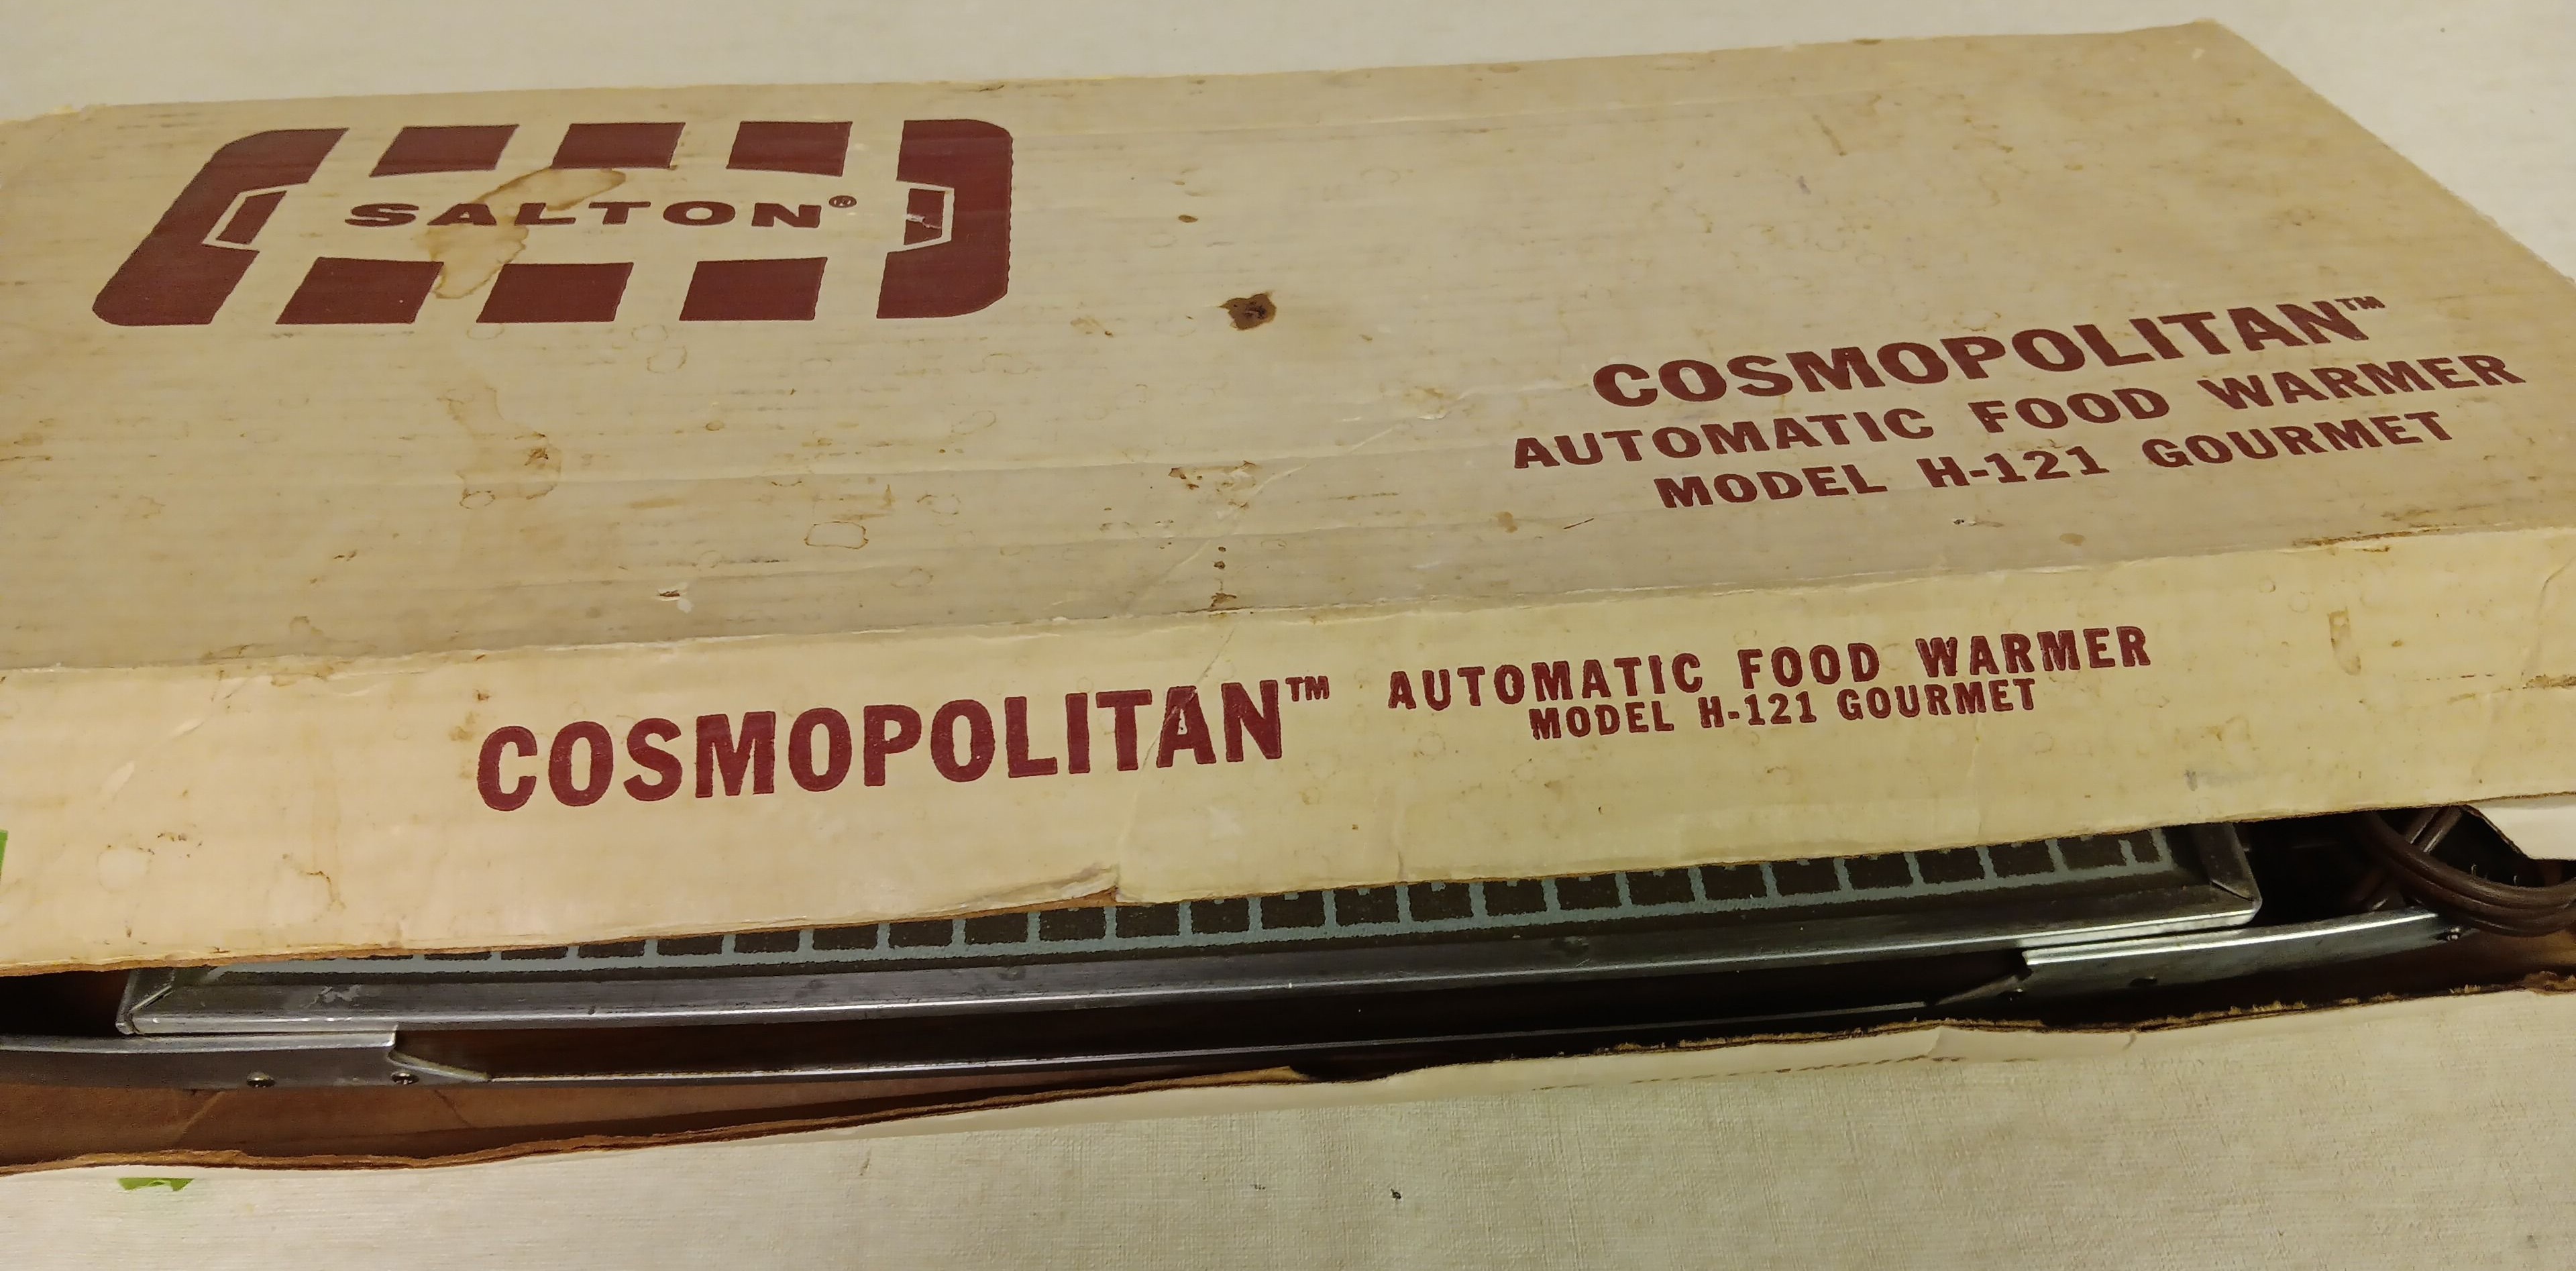 SALTON®
COSMOPOLITAN™
AUTOMATIC FOOD WARMER
MODEL H-121 GOURMET
COSMOPOLITAN™ AUTOMATIC FOOD WARMER
MODEL H-121 GOURMET